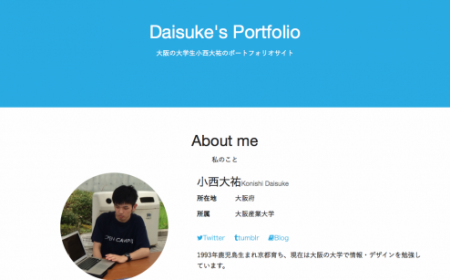 Daisuke's Portfolio
大阪の大学生小西大祐のポートフォリオサイト
About me
私のこと
小西大祐Konishi Daisuke
所在地 大阪府
所属 大阪産業大学
Twitter tumblr Blog
1993年鹿児島生まれ京都育ち、現在は大阪の大学で情報・デザインを勉強し
ています。